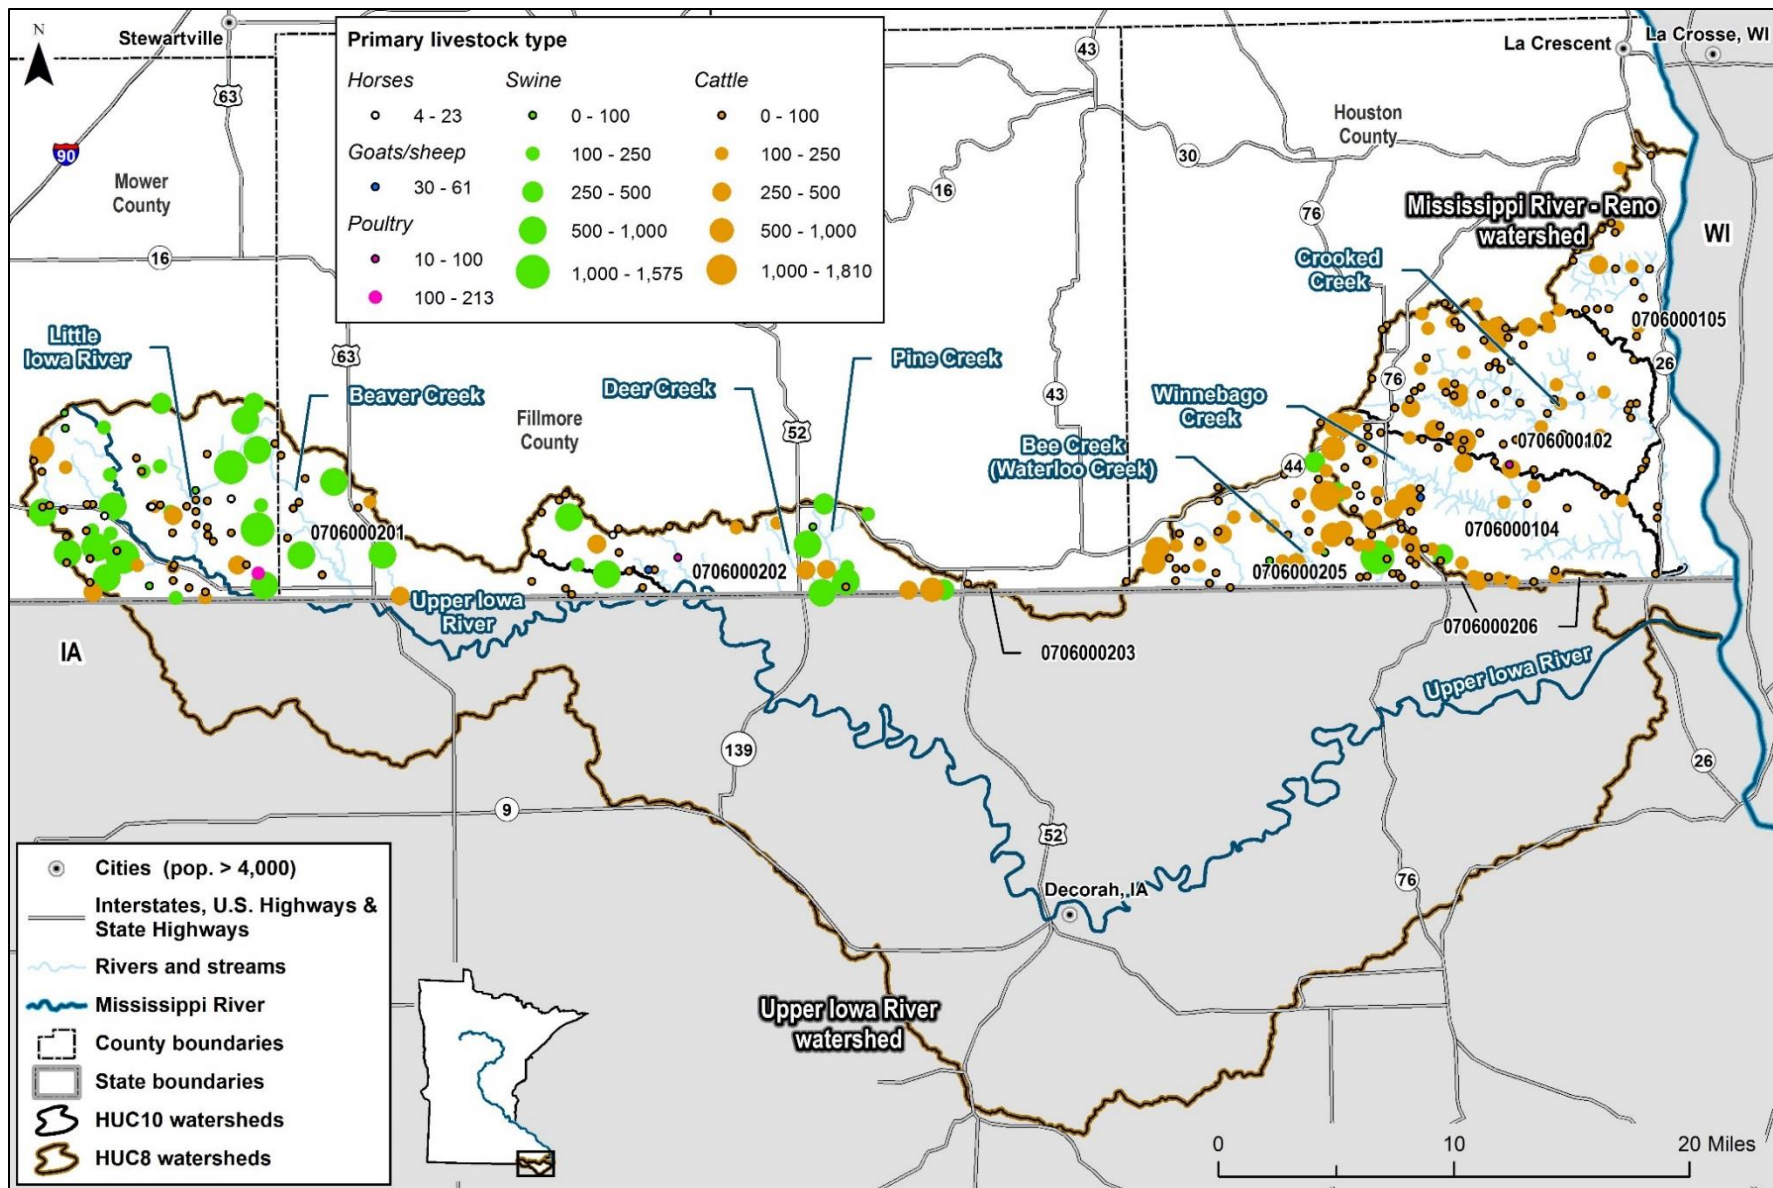 N
Stewartville
63
90
Mower
County
16
Primary livestock type
Horses
4 - 23
Goats/sheep
30 - 61
Poultry
10 - 100
100 - 213
Swine
0 - 100
100 - 250
250 - 500
500 - 1,000
1,000 - 1,575
Cattle
0 - 100
100 - 250
250 - 500
500 - 1,000
1,000 - 1,810
43
16
30
La Crescent
La Crosse, WI
Houston
County
76
Mississippi River - Reno
watershed
WI
Crooked
Creek
0706000105
26
Little
Iowa River
63
Beaver Creek
Fillmore
County
Deer Creek
Pine Creek
52
43
76
Winnebago
Creek
Bee Creek
(Waterloo Creek)
44
0706000102
0706000201
0706000202
0706000104
0706000205
Upper Iowa
River
0706000203
0706000206
IA
Upper Iowa River
139
9
52
26
Decorah, IA
76
Upper Iowa River
watershed
Cities (pop. > 4,000)
Interstates, U.S. Highways &
State Highways
Rivers and streams
Mississippi River
County boundaries
State boundaries
HUC10 watersheds
HUC8 watersheds
0
10
20 Miles